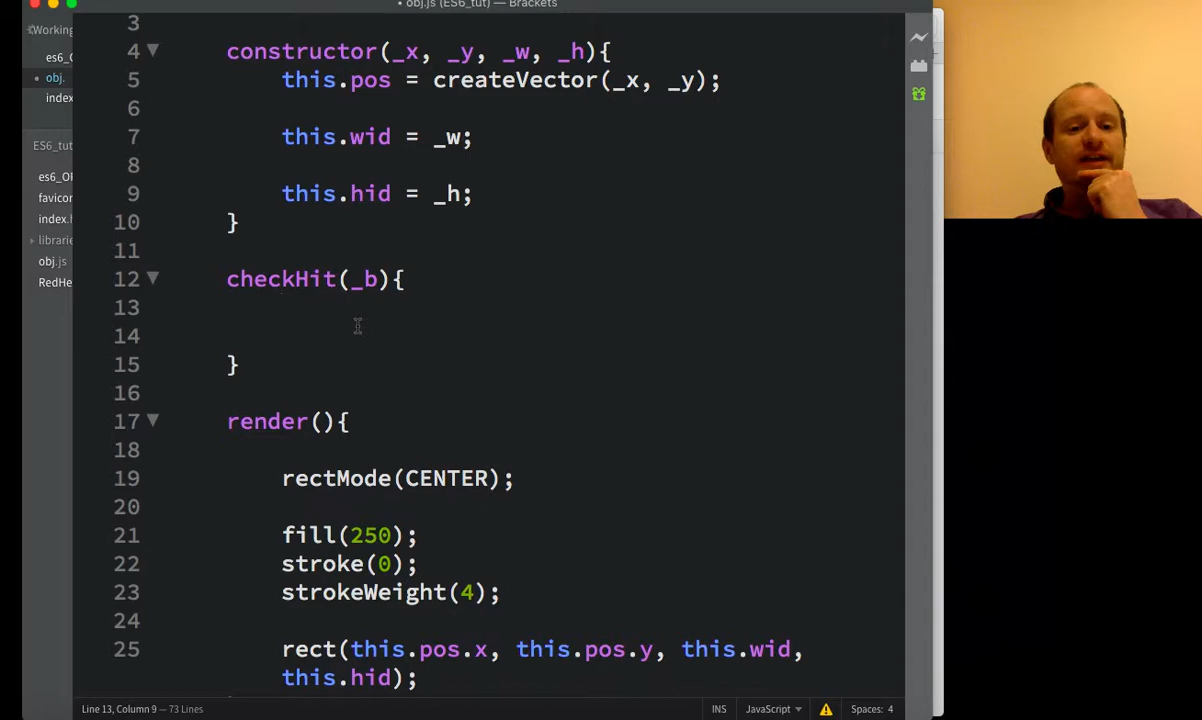 • obj.js (ES6_tut) — Brackets
Working
es6_O
• obj.
index
ES6_tut
es6_OF
favicor
index.h
librarie
obj.js
RedHe
3
4 constructor(_x, _y, _w, _h){
5 this.pos = createVector(_x, _y);
6
7 this.wid = _w;
8
9 this.hid = _h;
10 }
11
12 checkHit(_b){
13
14
15 }
16
17 render(){
18
19 rectMode(CENTER);
20
21 fill(250);
22 stroke(0);
23 strokeWeight(4);
24
25 rect(this.pos.x, this.pos.y, this.wid,
this.hid);
Line 13, Column 9 — 73 Lines
INS
JavaScript
Spaces: 4